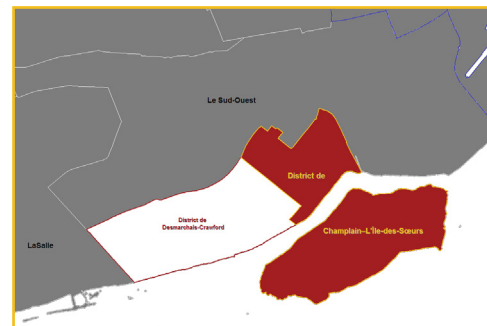 Le Sud-Ouest
District de
District de
Desmarchais-Crawford
LaSalle
Champlain–L'Île-des-Sœurs